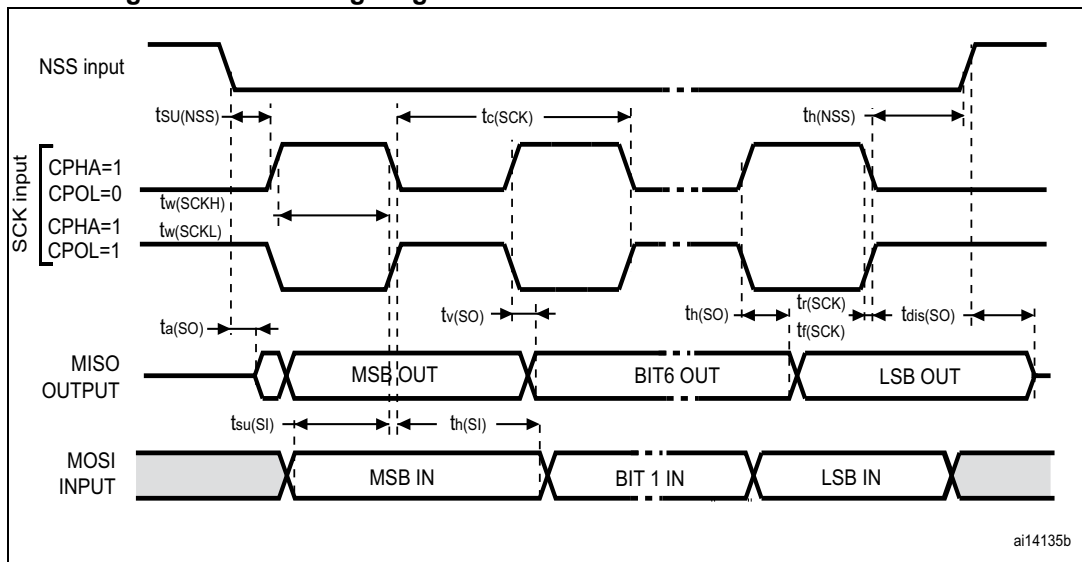 NSS input
tSU(NSS)
tc(SCK)
th(NSS)
SCK input
CPHA=1
CPOL=0
tw(SCKH)
CPHA=1
tw(SCKL)
CPOL=1
ta(SO)
tv(SO)
th(SO)
tr(SCK)
tf(SCK)
tdis(SO)
MISO
OUTPUT
MSB OUT
BIT6 OUT
LSB OUT
tsu(SI)
th(SI)
MOSI
INPUT
MSB IN
BIT 1 IN
LSB IN
ai14135b